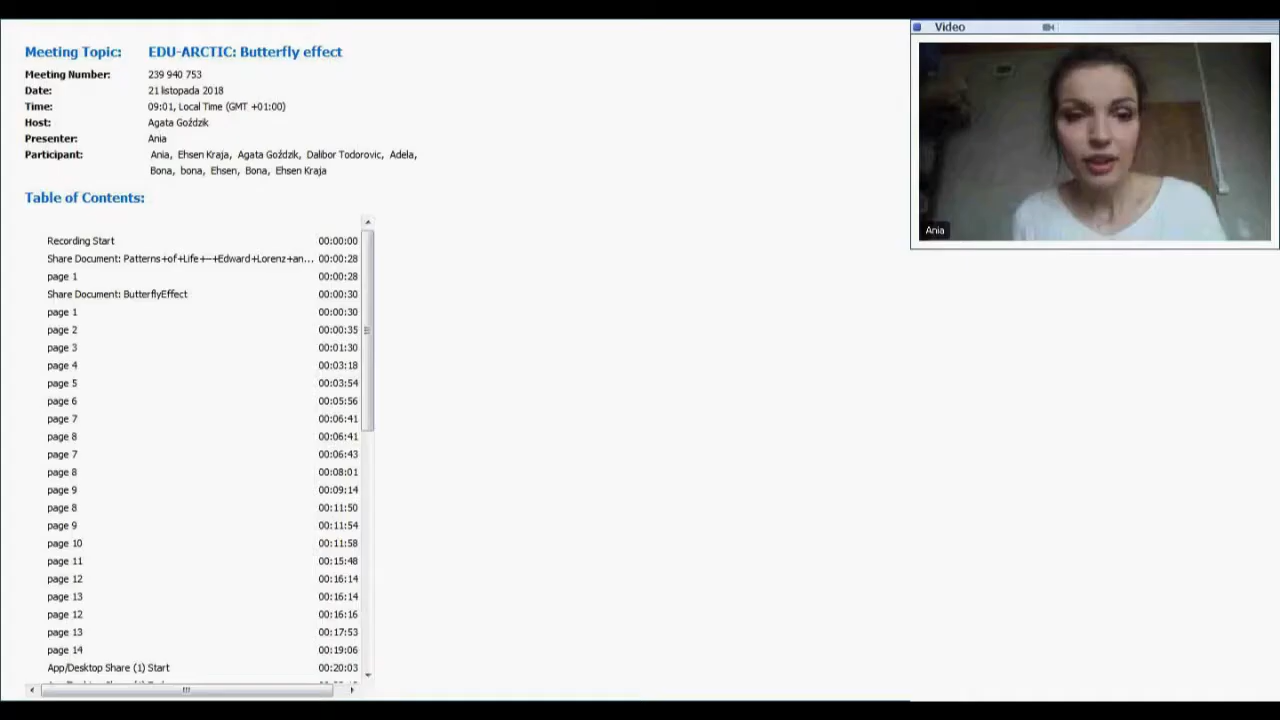 Meeting Topic: EDU-ARCTIC: Butterfly effect
Meeting Number: 239 940 753
Date: 21 listopada 2018
Time: 09:01, Local Time (GMT +01:00)
Host: Agata Goździk
Presenter: Ania
Participant: Ania, Ehsen Kraja, Agata Goździk, Dalibor Todorovic, Adela,
Bona, bona, Ehsen, Bona, Ehsen Kraja
Table of Contents:
Recording Start 00:00:00
Share Document: Patterns+of+Life+–+Edward+Lorenz+an... 00:00:28
page 1 00:00:28
Share Document: ButterflyEffect 00:00:30
page 1 00:00:30
page 2 00:00:35
page 3 00:01:30
page 4 00:03:18
page 5 00:03:54
page 6 00:05:56
page 7 00:06:41
page 8 00:06:41
page 7 00:06:43
page 8 00:08:01
page 9 00:09:14
page 8 00:11:50
page 9 00:11:54
page 10 00:11:58
page 11 00:15:48
page 12 00:16:14
page 13 00:16:14
page 12 00:16:16
page 13 00:17:53
page 14 00:19:06
App/Desktop Share (1) Start 00:20:03
Video
Ania